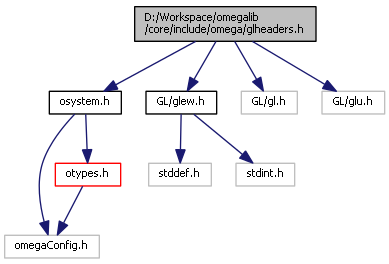 D:/Workspace/omegalib
/core/include/omega/glheaders.h
osystem.h
GL/glew.h
GL/gl.h
GL/glu.h
otypes.h
stddef.h
stdint.h
omegaConfig.h